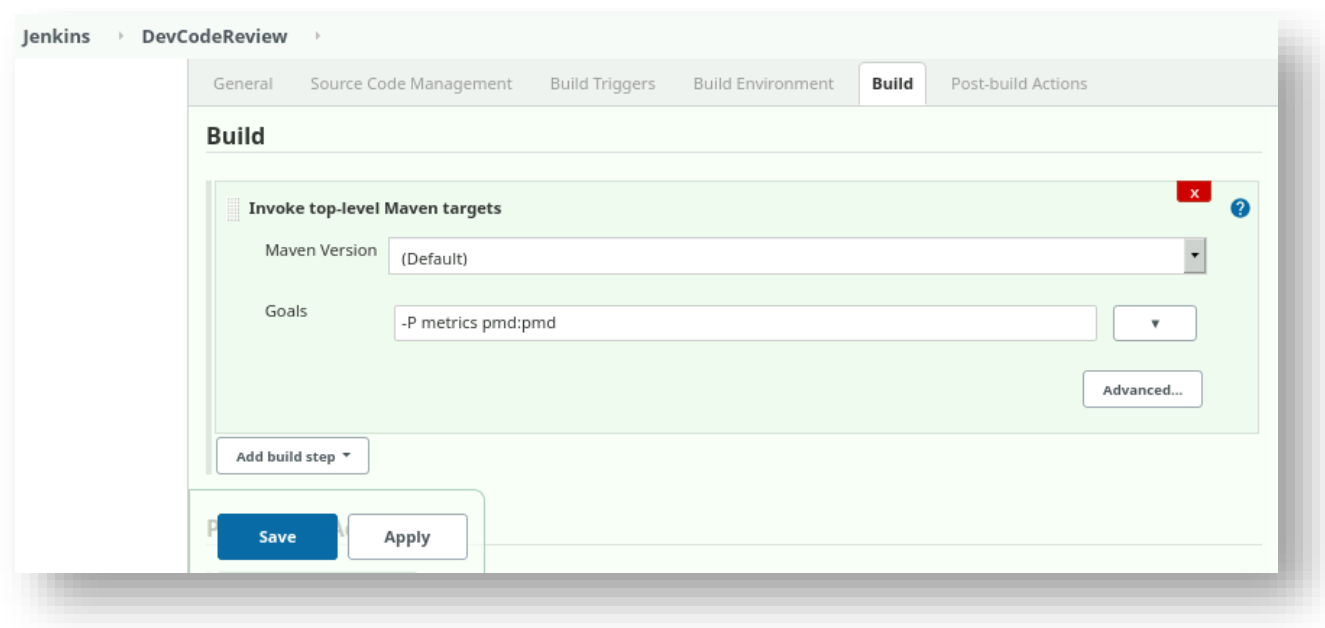 Jenkins DevCodeReview
General Source Code Management Build Triggers Build Environment Build Post-build Actions
Build
x
Invoke top-level Maven targets ?
Maven Version (Default)
Goals -P metrics pmd:pmd
Advanced...
Add build step
Save Apply